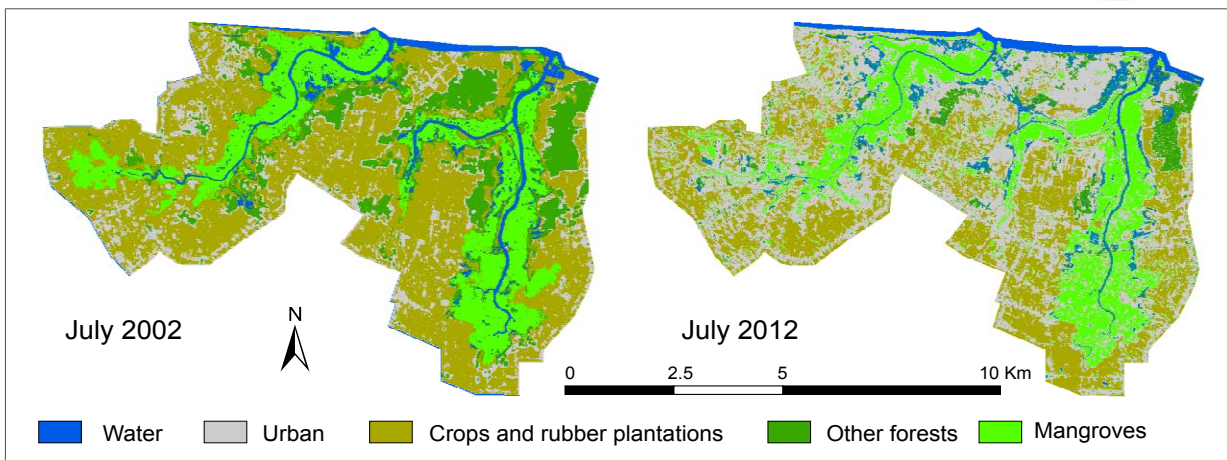 N
July 2002
July 2012
0 2.5 5 10 Km
Water Urban Crops and rubber plantations Other forests Mangroves